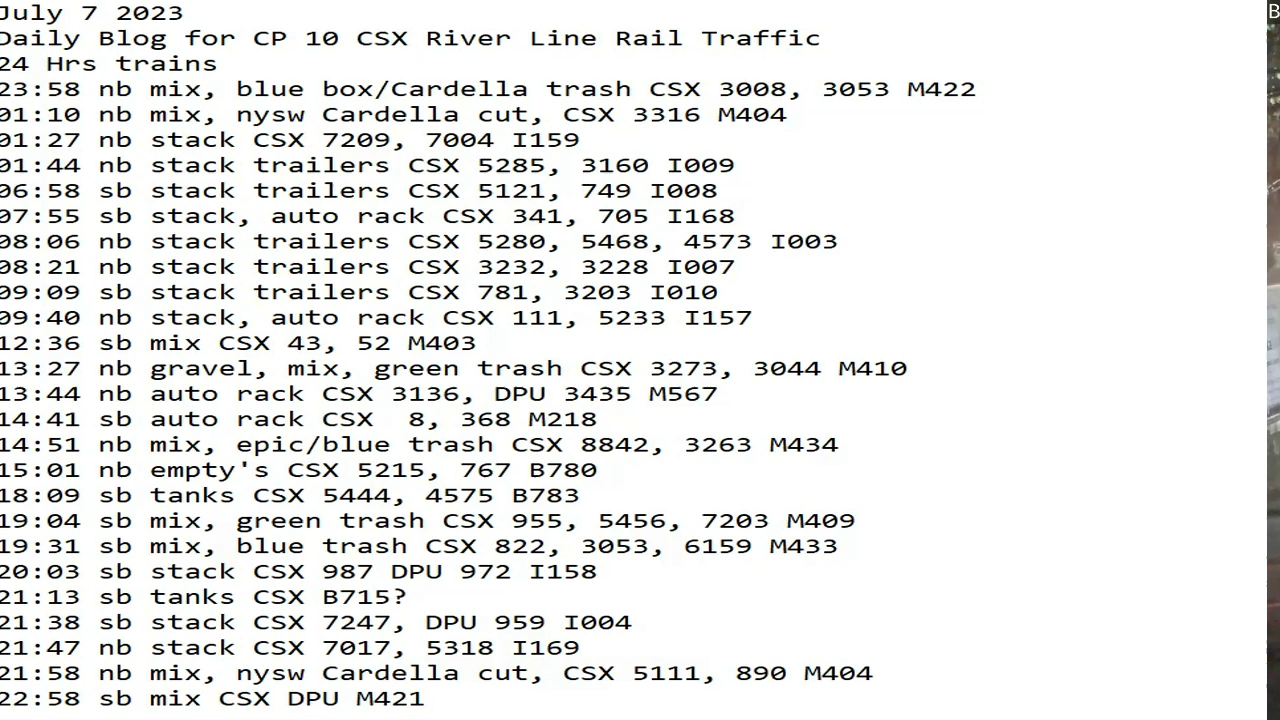 July 7 2023
Daily Blog for CP 10 CSX River Line Rail Traffic
24 Hrs trains
23:58 nb mix, blue box/Cardella trash CSX 3008, 3053 M422
01:10 nb mix, nysw Cardella cut, CSX 3316 M404
01:27 nb stack CSX 7209, 7004 I159
01:44 nb stack trailers CSX 5285, 3160 I009
06:58 sb stack trailers CSX 5121, 749 I008
07:55 sb stack, auto rack CSX 341, 705 I168
08:06 nb stack trailers CSX 5280, 5468, 4573 I003
08:21 nb stack trailers CSX 3232, 3228 I007
09:09 sb stack trailers CSX 781, 3203 I010
09:40 nb stack, auto rack CSX 111, 5233 I157
12:36 sb mix CSX 43, 52 M403
13:27 nb gravel, mix, green trash CSX 3273, 3044 M410
13:44 nb auto rack CSX 3136, DPU 3435 M567
14:41 sb auto rack CSX  8, 368 M218
14:51 nb mix, epic/blue trash CSX 8842, 3263 M434
15:01 nb empty's CSX 5215, 767 B780
18:09 sb tanks CSX 5444, 4575 B783
19:04 sb mix, green trash CSX 955, 5456, 7203 M409
19:31 sb mix, blue trash CSX 822, 3053, 6159 M433
20:03 sb stack CSX 987 DPU 972 I158
21:13 sb tanks CSX B715?
21:38 sb stack CSX 7247, DPU 959 I004
21:47 nb stack CSX 7017, 5318 I169
21:58 nb mix, nysw Cardella cut, CSX 5111, 890 M404
22:58 sb mix CSX DPU M421